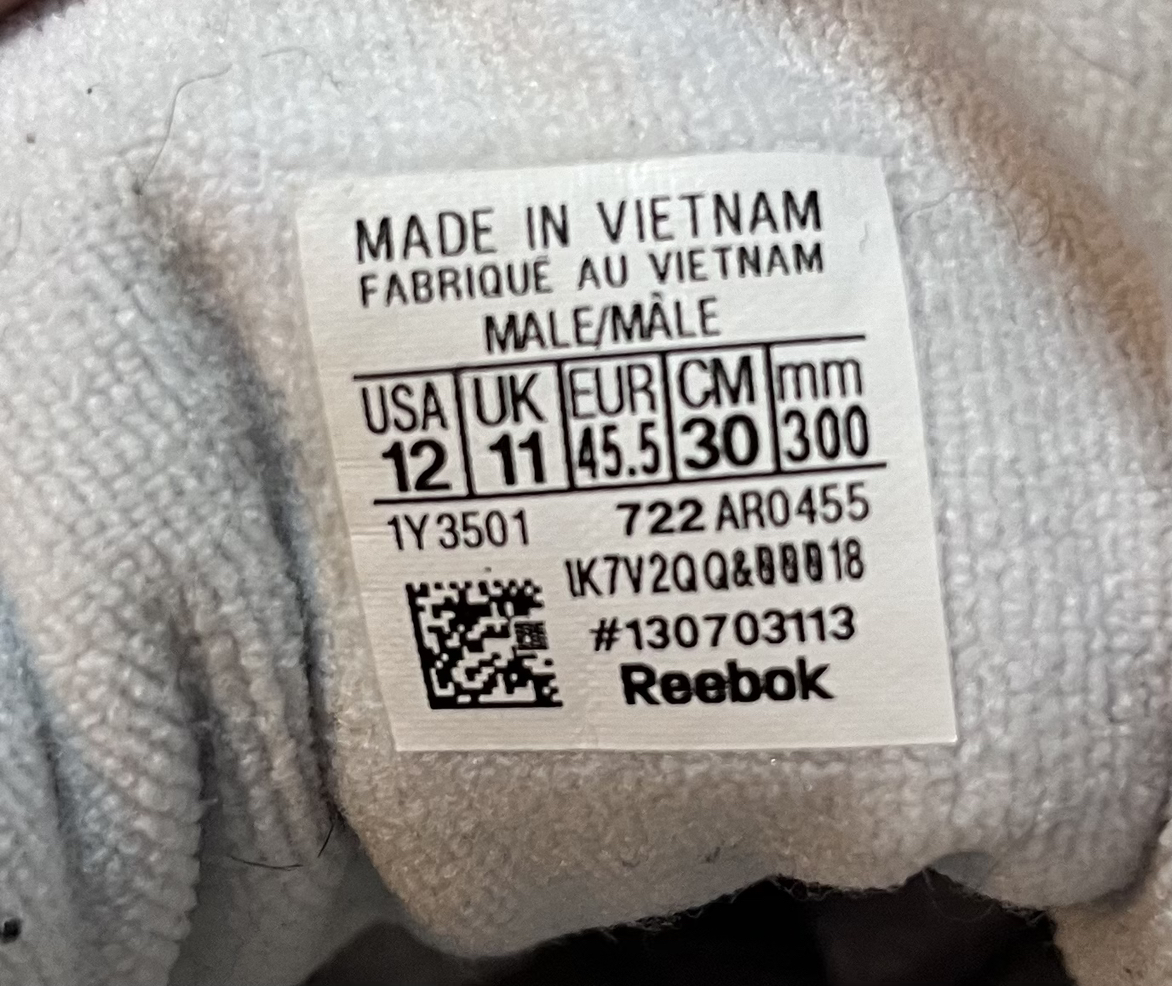 MADE IN VIETNAM
FABRIQUÉ AU VIETNAM
MALE/MÂLE
USA UK EUR CM mm
12 11 45.5 30 300
1Y3501 722 AR0455
#130703113
Reebok